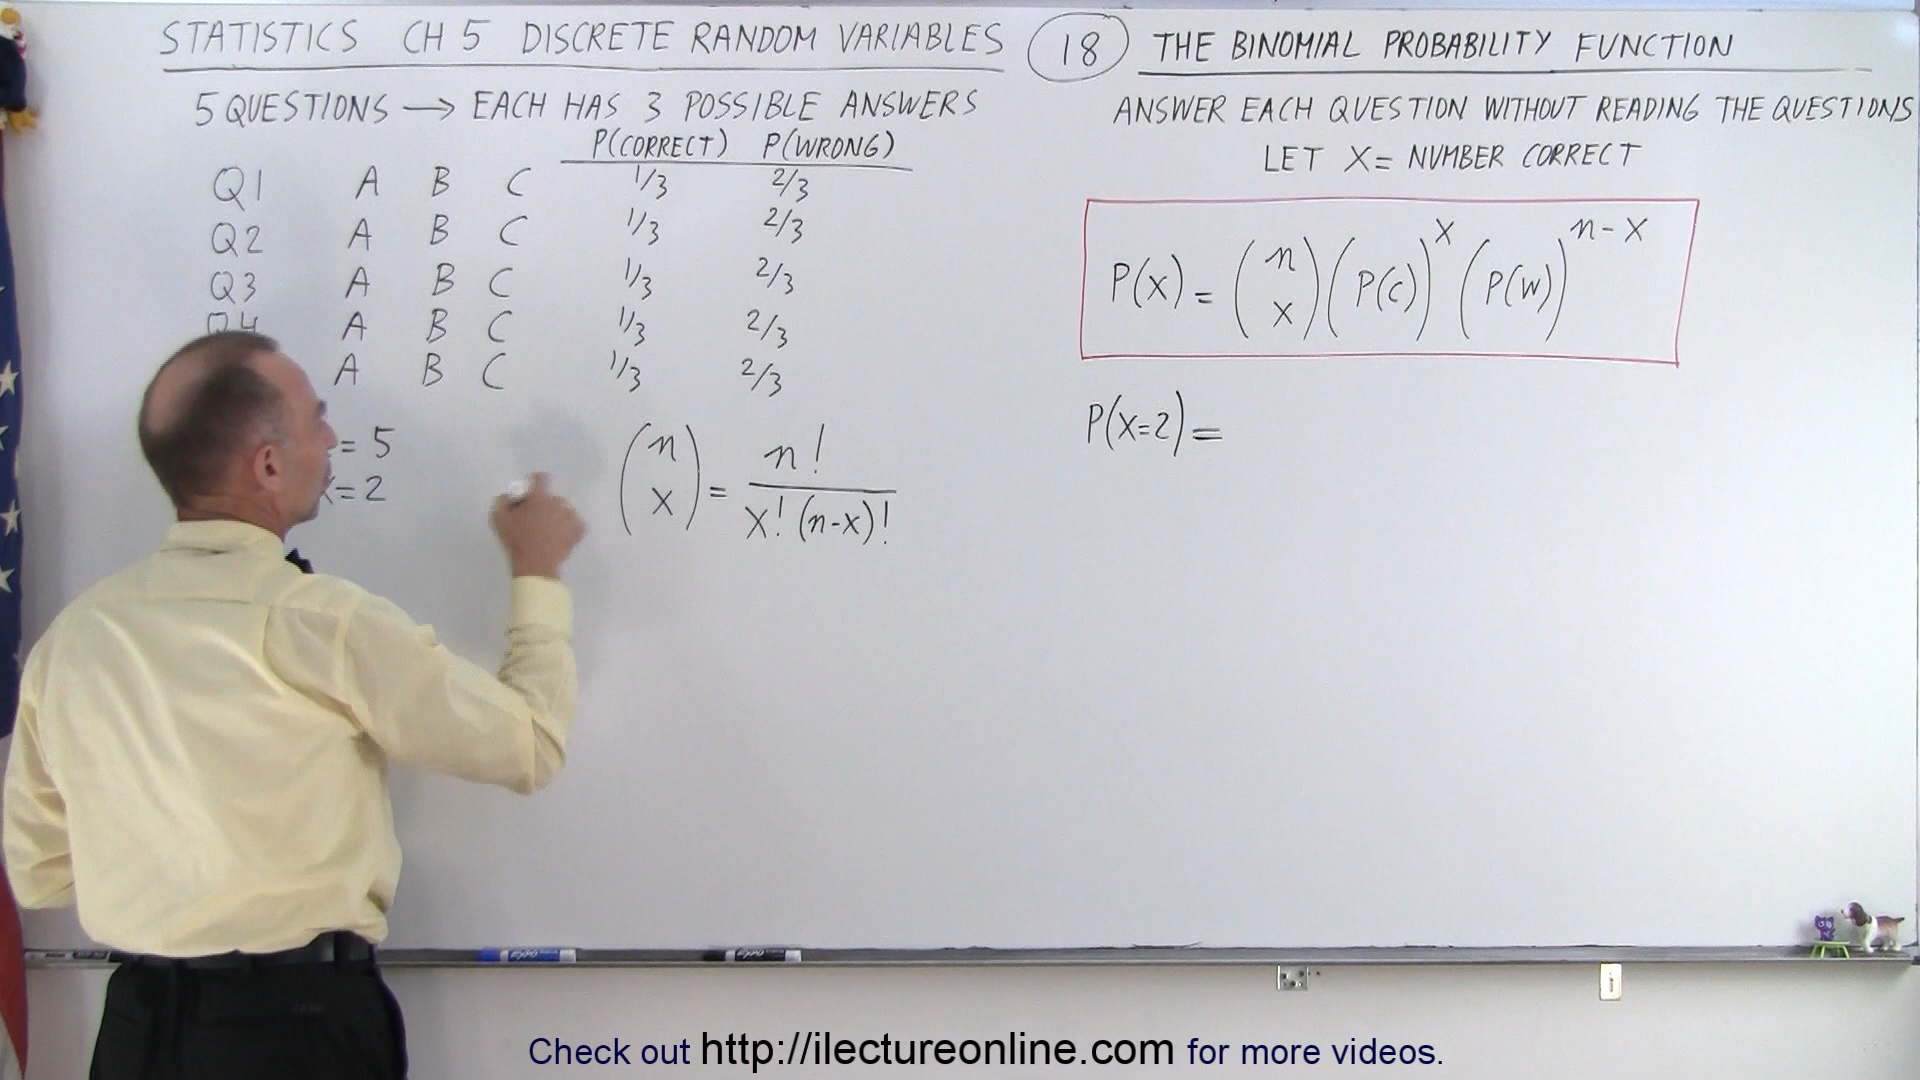 STATISTICS CH 5 DISCRETE RANDOM VARIABLES
5 QUESTIONS → EACH HAS 3 POSSIBLE ANSWERS
P(CORRECT) P(WRONG)
Q1 A B C 1/3 2/3
Q2 A B C 1/3 2/3
Q3 A B C 1/3 2/3
Q4 A B C 1/3 2/3
A B C 1/3 2/3
= 5
X = 2
(n x) = n! / X! (n-x)!
18 THE BINOMIAL PROBABILITY FUNCTION
ANSWER EACH QUESTION WITHOUT READING THE QUESTIONS
LET X = NUMBER CORRECT
P(x) = (n x) (P(c))^X (P(w))^n-X
P(X=2) =
Check out http://ilectureonline.com for more videos.